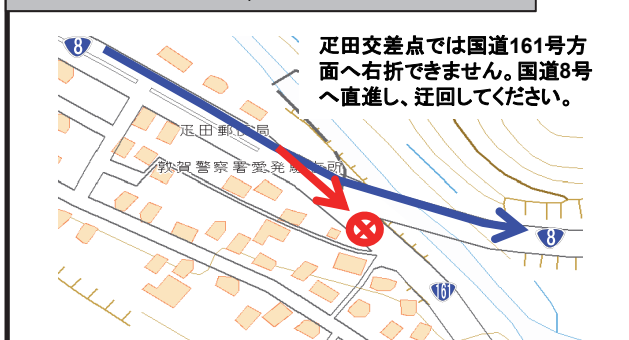 8
疋田交差点では国道161号方
面へ右折できません。国道8号
へ直進し、迂回してください。
疋田郵便局
敦賀警察署愛発駐在所
8
161